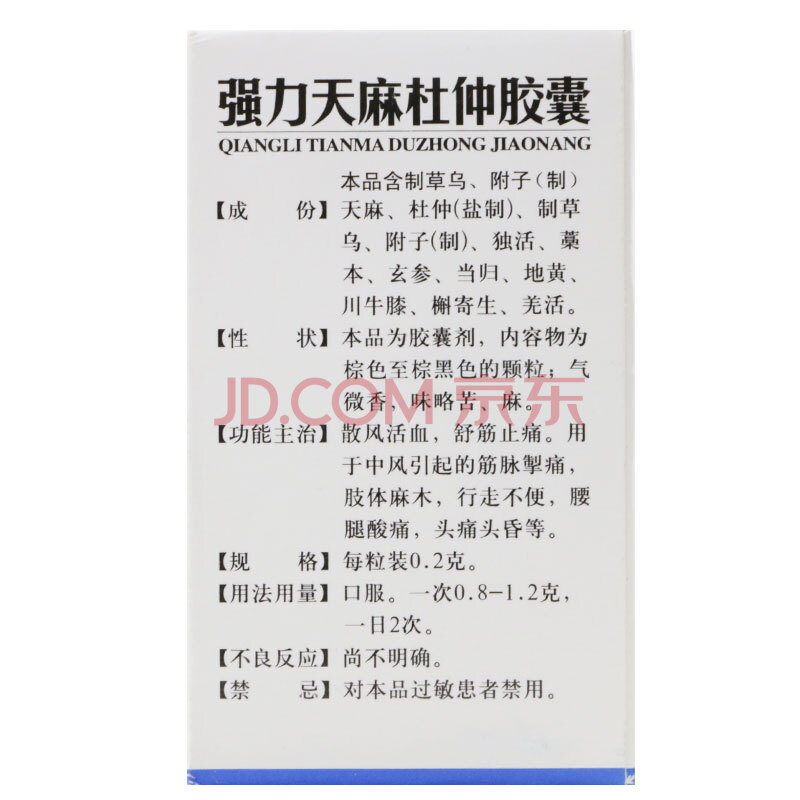 强力天麻杜仲胶囊
QIANGLI TIANMA DUZHONG JIAONANG
本品含制草乌、附子(制)
【成 份】天麻、杜仲(盐制)、制草
乌、附子(制)、独活、藁
本、玄参、当归、地黄、
川牛膝、槲寄生、羌活。
【性 状】本品为胶囊剂，内容物为
棕色至棕黑色的颗粒；气
微香，味略苦、麻。
JD.COM 京东
【功能主治】散风活血，舒筋止痛。用
于中风引起的筋脉掣痛，
肢体麻木，行走不便，腰
腿酸痛，头痛头昏等。
【规 格】每粒装0.2克。
【用法用量】口服。一次0.8-1.2克，
一日2次。
【不良反应】尚不明确。
【禁 忌】对本品过敏患者禁用。